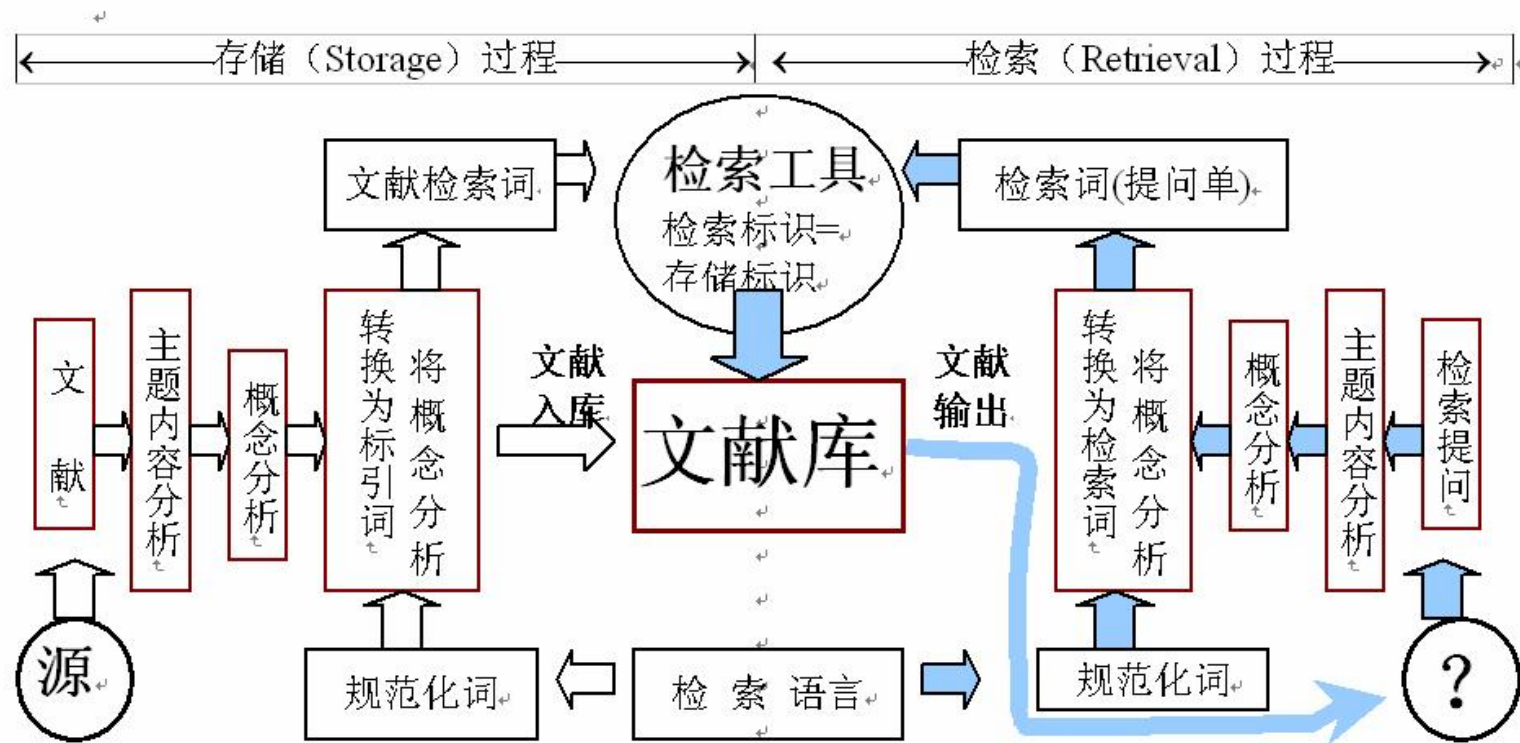 存储（Storage）过程
检索（Retrieval）过程
文献检索词
检索工具
检索标识=
存储标识
检索词(提问单)
文献
主题内容分析
概念分析
将概念分析
转换为标引词
文献
入库
文献库
文献
输出
将概念分析
转换为检索词
概念分析
主题内容分析
检索提问
源
规范化词
检索语言
规范化词
？